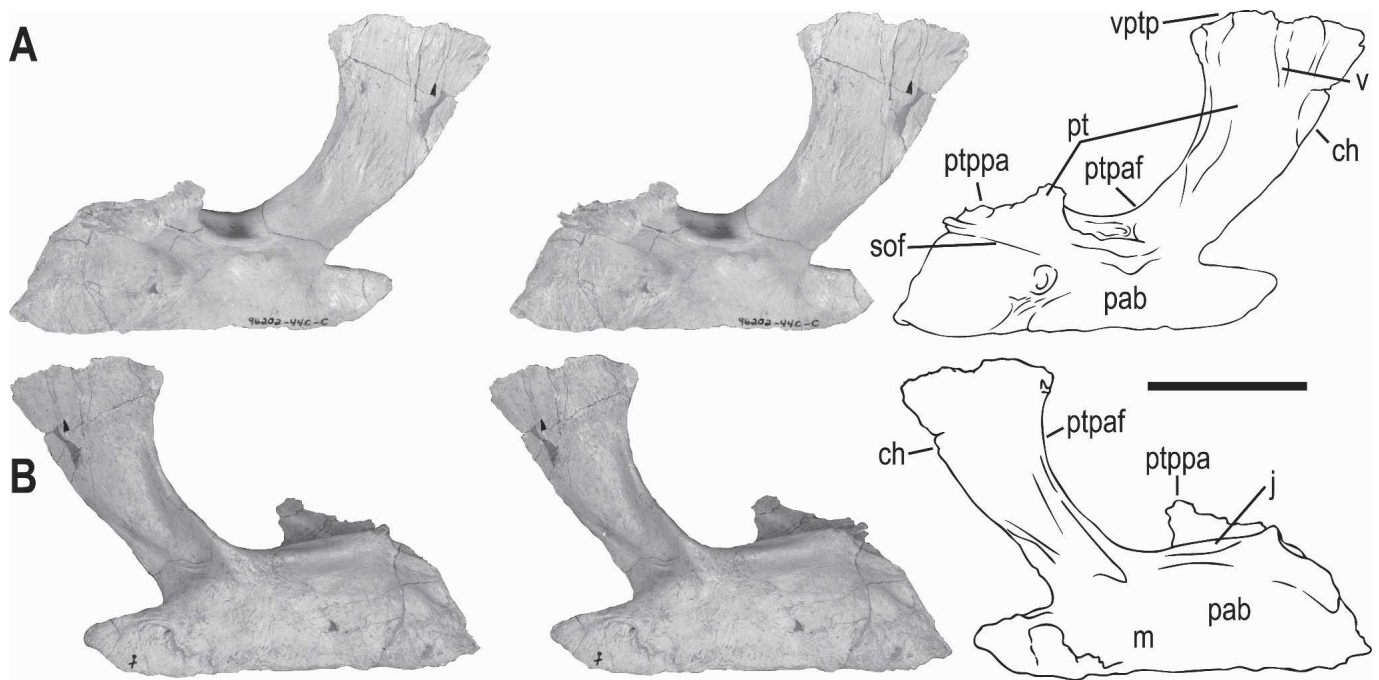 A
96202-44C-C
96202-44C-C
vptp
v
pt
ptppa
ptpaf
ch
sof
pab
B
ptpaf
ch
ptppa
j
pab
m